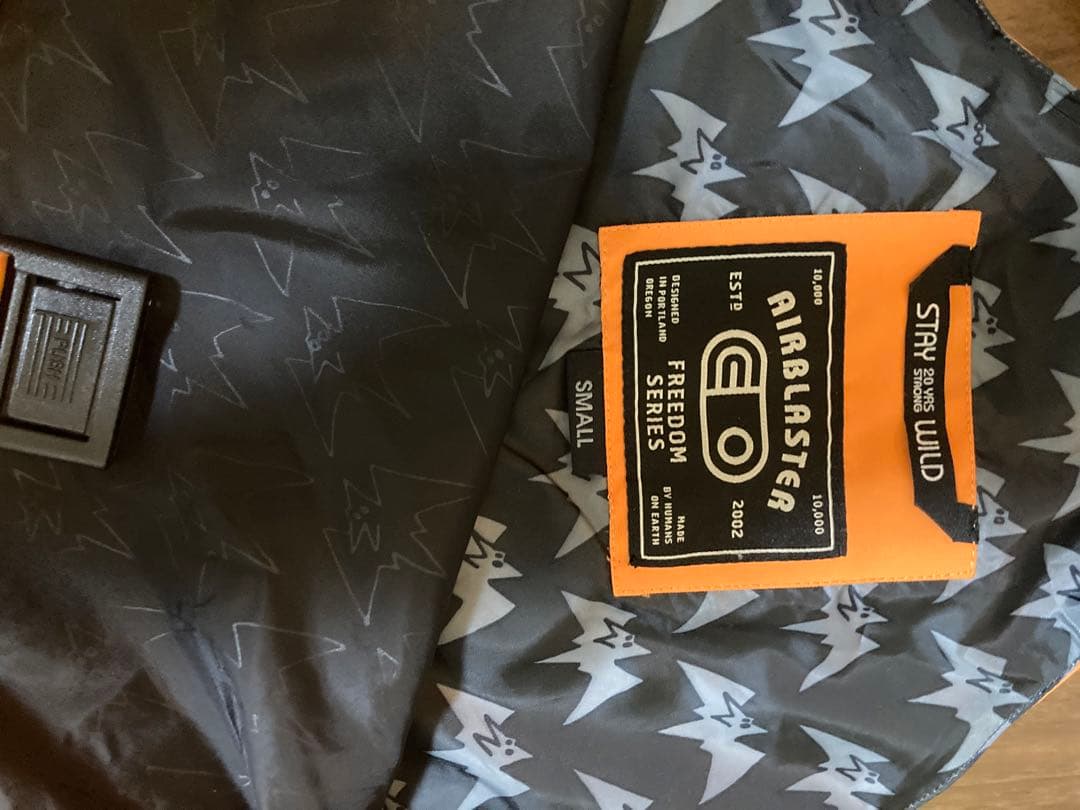 STAY 20 YRS STRONG WILD
10,000 10,000
AIRBLASTER
ESTD 2002
DESIGNED
IN PORTLAND
OREGON
FREEDOM
SERIES
MADE
BY HUMANS
ON EARTH
SMALL
PUSH